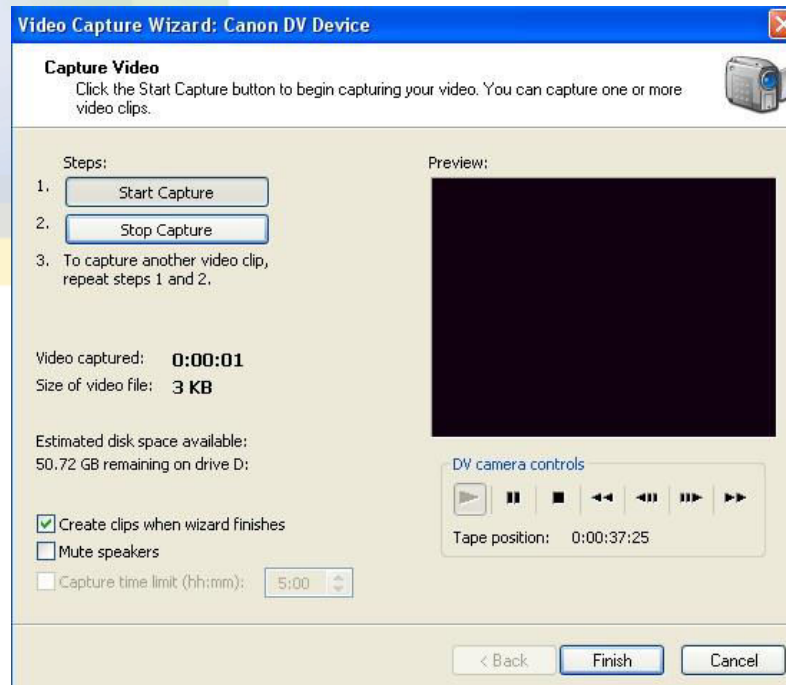 Video Capture Wizard: Canon DV Device
Capture Video
Click the Start Capture button to begin capturing your video. You can capture one or more
video clips.
Steps:
1. Start Capture
2. Stop Capture
3. To capture another video clip,
repeat steps 1 and 2.
Video captured: 0:00:01
Size of video file: 3 KB
Estimated disk space available:
50.72 GB remaining on drive D:
Create clips when wizard finishes
Mute speakers
Capture time limit (hh:mm): 5:00
Preview:
DV camera controls
Tape position: 0:00:37:25
< Back Finish Cancel